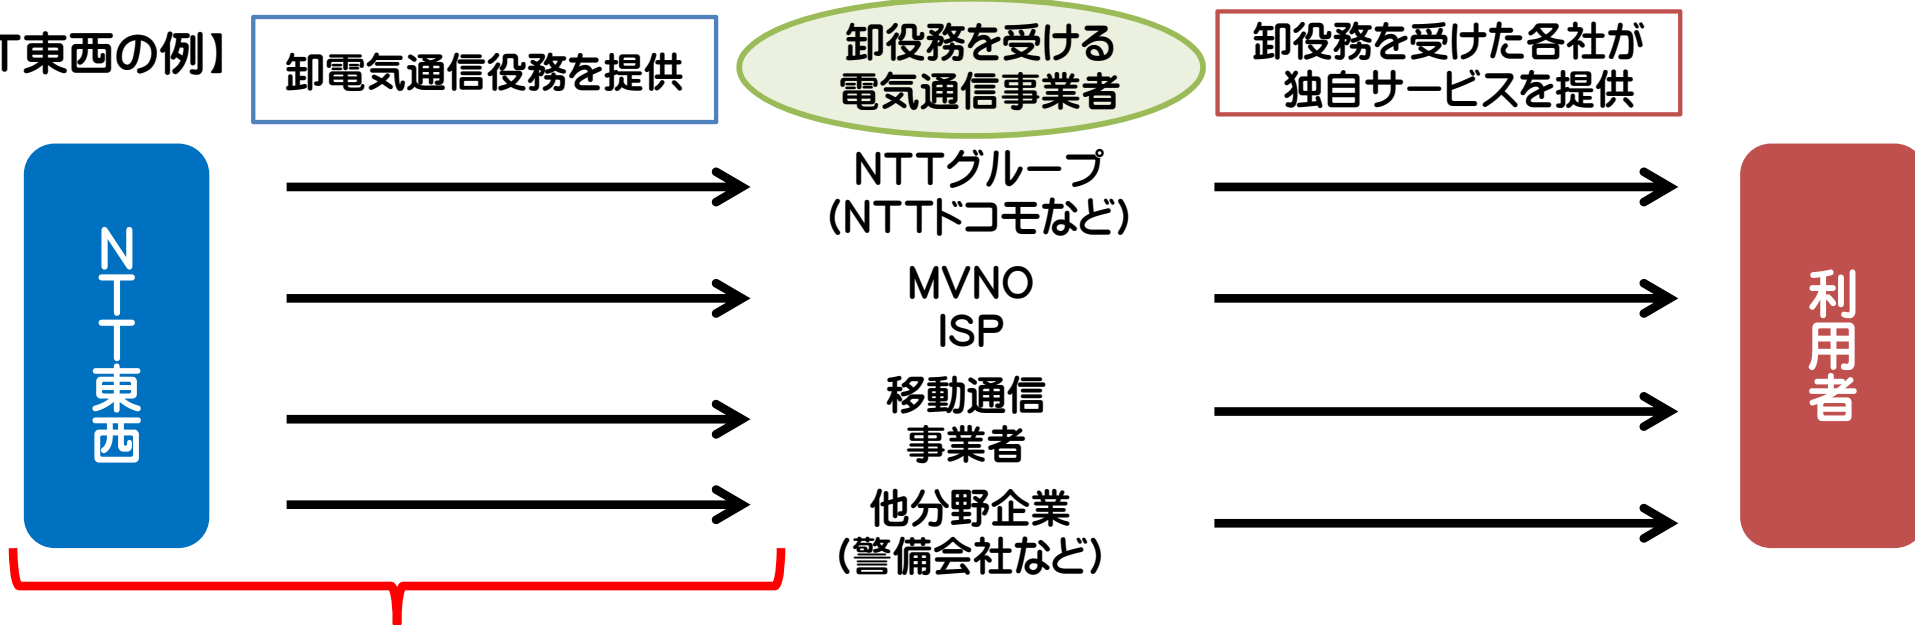 T東西の例】
卸電気通信役務を提供
卸役務を受ける
電気通信事業者
卸役務を受けた各社が
独自サービスを提供
NTT東西
NTTグループ
(NTTドコモなど)
MVNO
ISP
移動通信
事業者
他分野企業
(警備会社など)
利用者